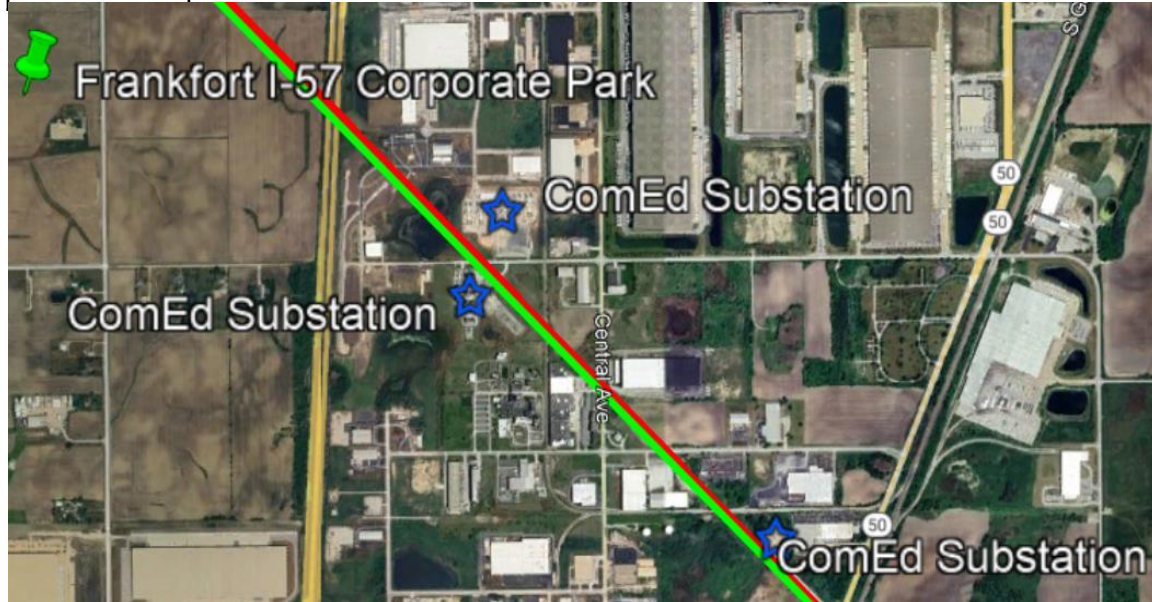 Frankfort I-57 Corporate Park
ComEd Substation
50
50
ComEd Substation
Central Ave
50
ComEd Substation